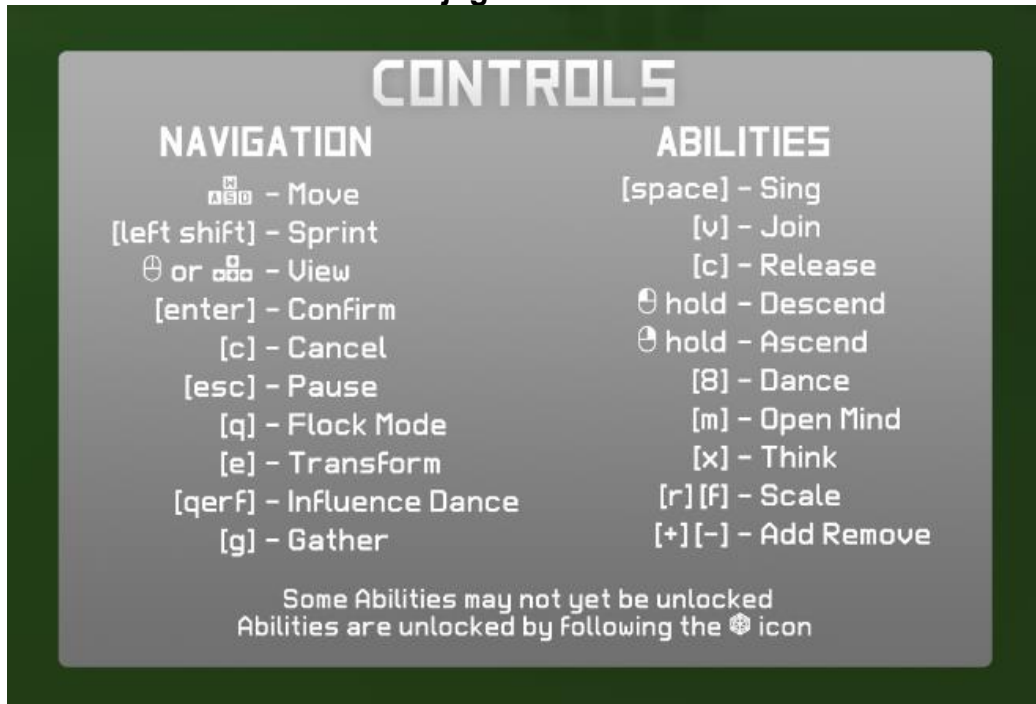 CONTROLS
NAVIGATION
W A S D - Move
[left shift] - Sprint
or - View
[enter] - Confirm
[c] - Cancel
[esc] - Pause
[q] - Flock Mode
[e] - Transform
[qerf] - Influence Dance
[g] - Gather
ABILITIES
[space] - Sing
[v] - Join
[c] - Release
hold - Descend
hold - Ascend
[8] - Dance
[m] - Open Mind
[x] - Think
[r][f] - Scale
[+][-] - Add Remove
Some Abilities may not yet be unlocked
Abilities are unlocked by following the icon